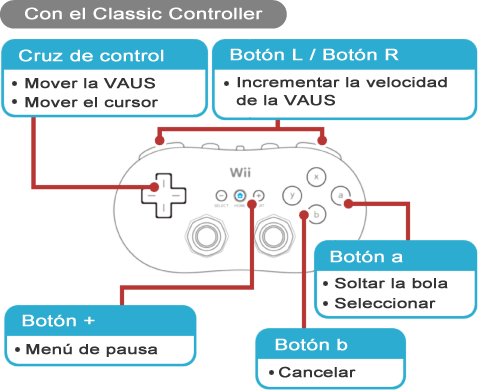 Con el Classic Controller
Cruz de control
• Mover la VAUS
• Mover el cursor
Botón L / Botón R
• Incrementar la velocidad
de la VAUS
Wii
SELECT
HOME
x
y
a
b
Botón a
• Soltar la bola
• Seleccionar
Botón +
• Menú de pausa
Botón b
• Cancelar